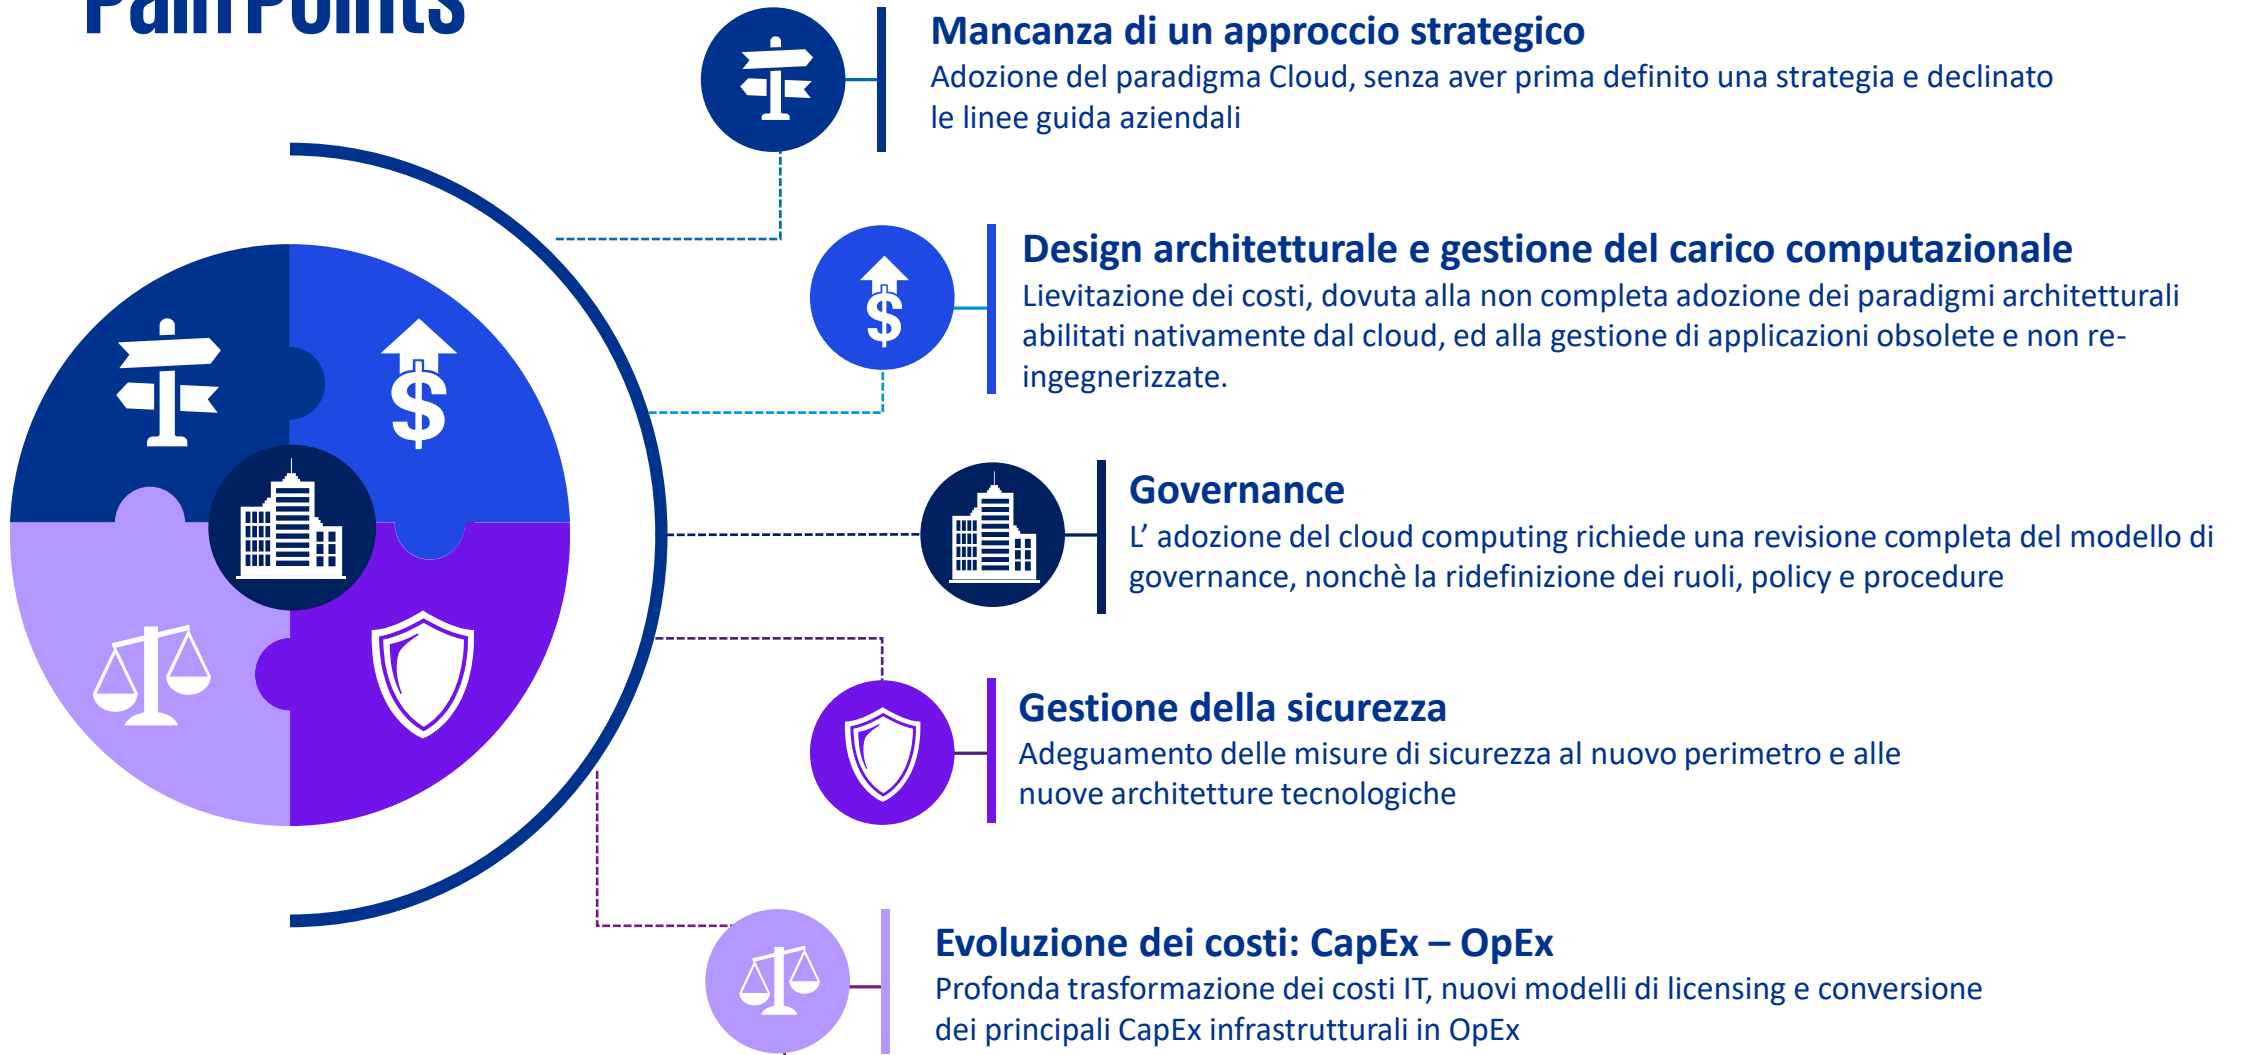 Pain Points
Mancanza di un approccio strategico
Adozione del paradigma Cloud, senza aver prima definito una strategia e declinato
le linee guida aziendali
Design architetturale e gestione del carico computazionale
Lievitazione dei costi, dovuta alla non completa adozione dei paradigmi architetturali
abilitati nativamente dal cloud, ed alla gestione di applicazioni obsolete e non re-
ingegnerizzate.
Governance
L’ adozione del cloud computing richiede una revisione completa del modello di
governance, nonchè la ridefinizione dei ruoli, policy e procedure
Gestione della sicurezza
Adeguamento delle misure di sicurezza al nuovo perimetro e alle
nuove architetture tecnologiche
Evoluzione dei costi: CapEx – OpEx
Profonda trasformazione dei costi IT, nuovi modelli di licensing e conversione
dei principali CapEx infrastrutturali in OpEx